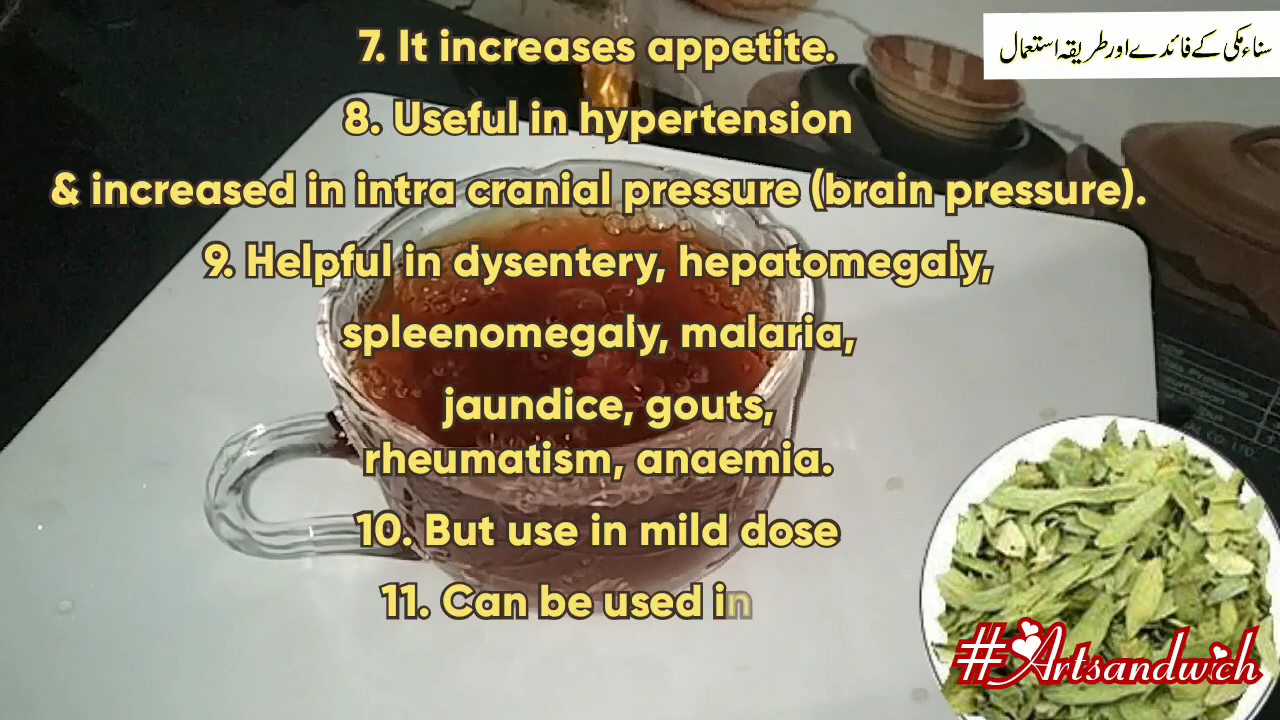 7. It increases appetite.
سناء مکی کے فائدے اور طریقہ استعمال
8. Useful in hypertension
& increased in intra cranial pressure (brain pressure).
9. Helpful in dysentery, hepatomegaly,
spleenomegaly, malaria,
jaundice, gouts,
rheumatism, anaemia.
10. But use in mild dose
11. Can be used in
#Artsandwich